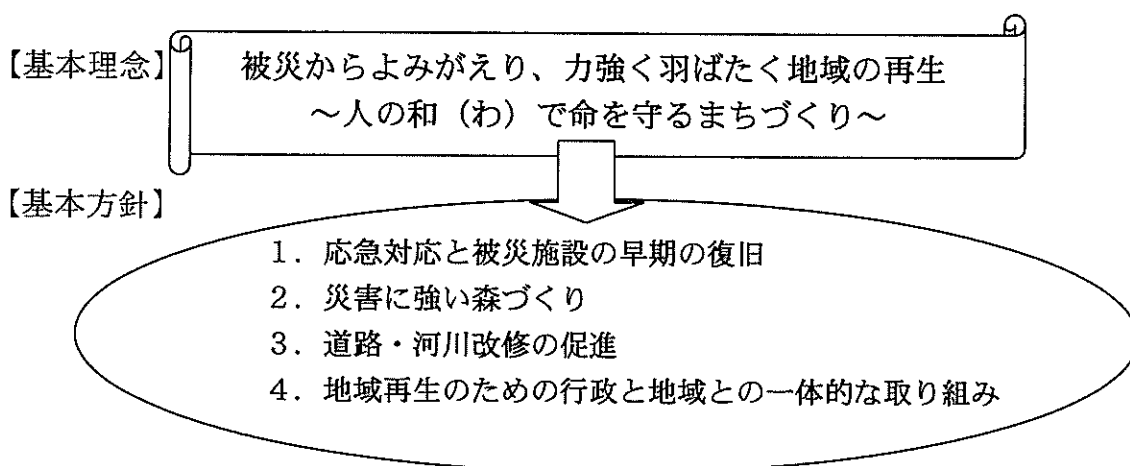 【基本理念】
被災からよみがえり、力強く羽ばたく地域の再生
～人の和（わ）で命を守るまちづくり～
【基本方針】
１．応急対応と被災施設の早期の復旧
２．災害に強い森づくり
３．道路・河川改修の促進
４．地域再生のための行政と地域との一体的な取り組み